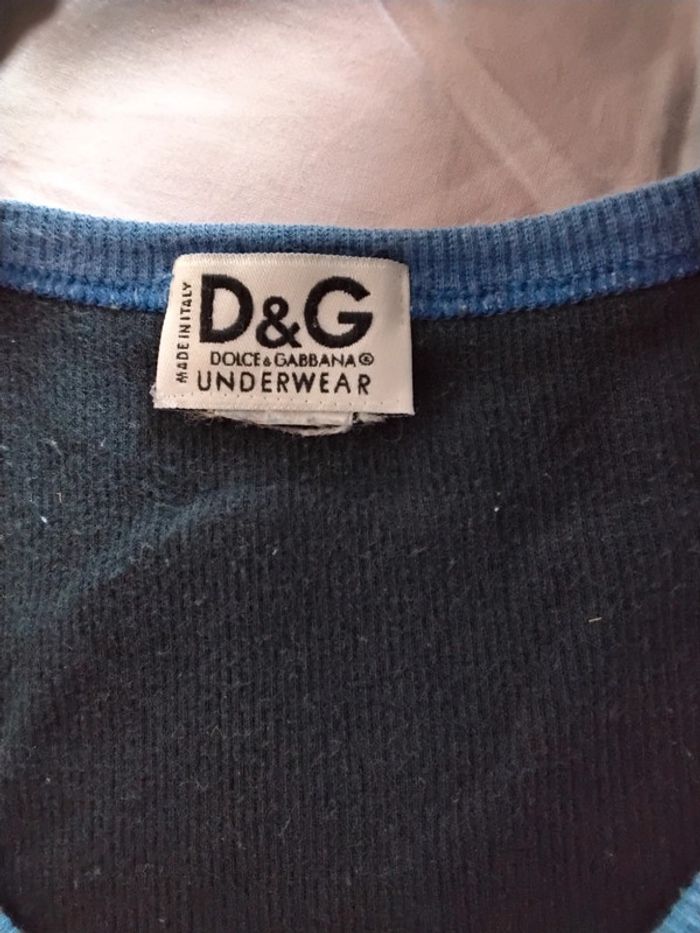 MADE IN ITALY
D&G
DOLCE & GABBANA®
UNDERWEAR